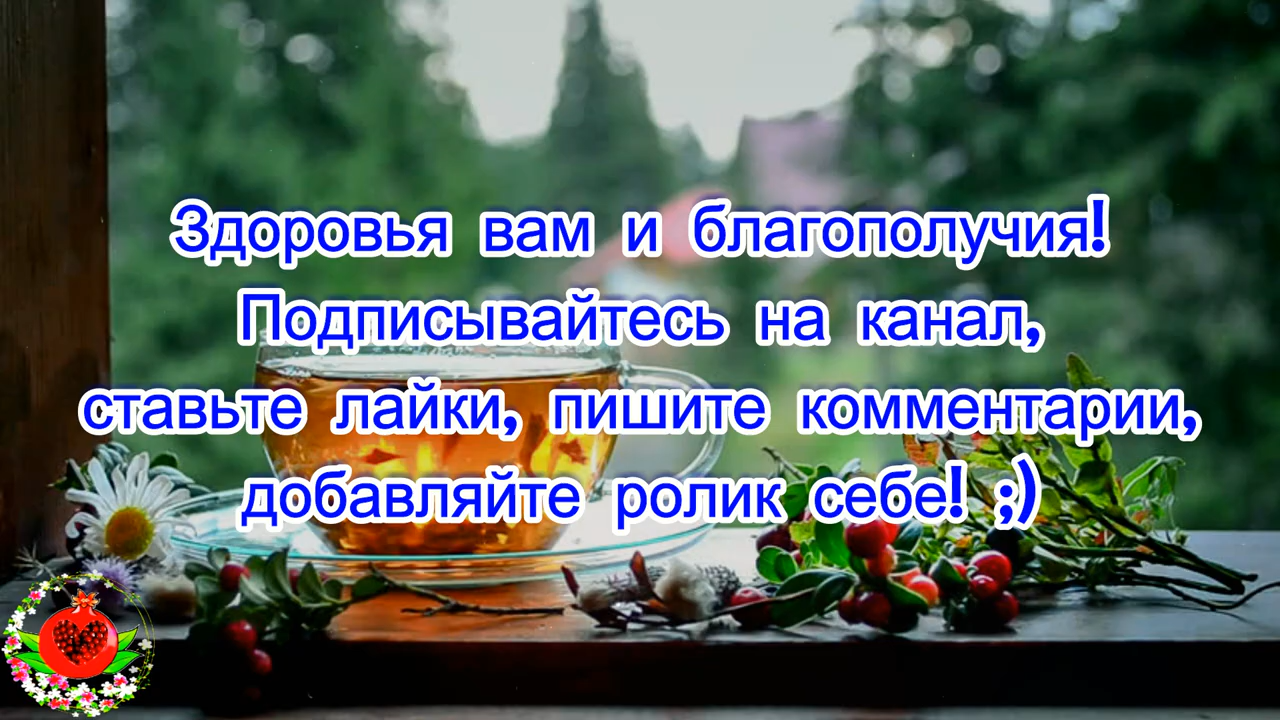 Здоровья вам и благополучия!
Подписывайтесь на канал,
ставьте лайки, пишите комментарии,
добавляйте ролик себе! ;)